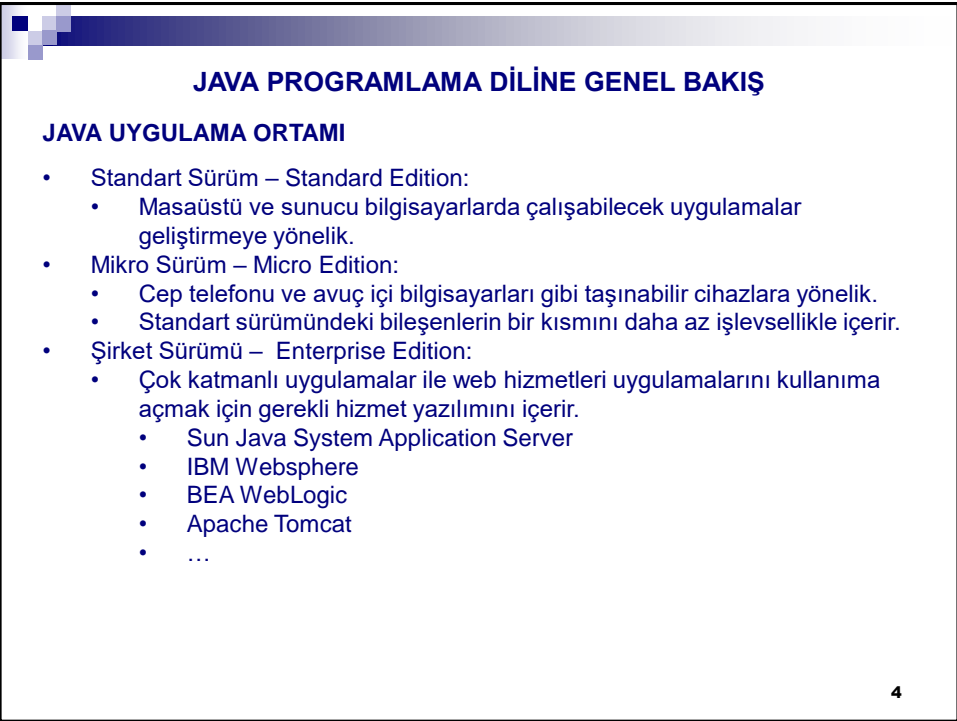 JAVA PROGRAMLAMA DİLİNE GENEL BAKIŞ
JAVA UYGULAMA ORTAMI
• Standart Sürüm – Standard Edition:
• Masaüstü ve sunucu bilgisayarlarda çalışabilecek uygulamalar
geliştirmeye yönelik.
• Mikro Sürüm – Micro Edition:
• Cep telefonu ve avuç içi bilgisayarları gibi taşınabilir cihazlara yönelik.
• Standart sürümündeki bileşenlerin bir kısmını daha az işlevsellikle içerir.
• Şirket Sürümü – Enterprise Edition:
• Çok katmanlı uygulamalar ile web hizmetleri uygulamalarını kullanıma
açmak için gerekli hizmet yazılımını içerir.
• Sun Java System Application Server
• IBM Websphere
• BEA WebLogic
• Apache Tomcat
• …
4